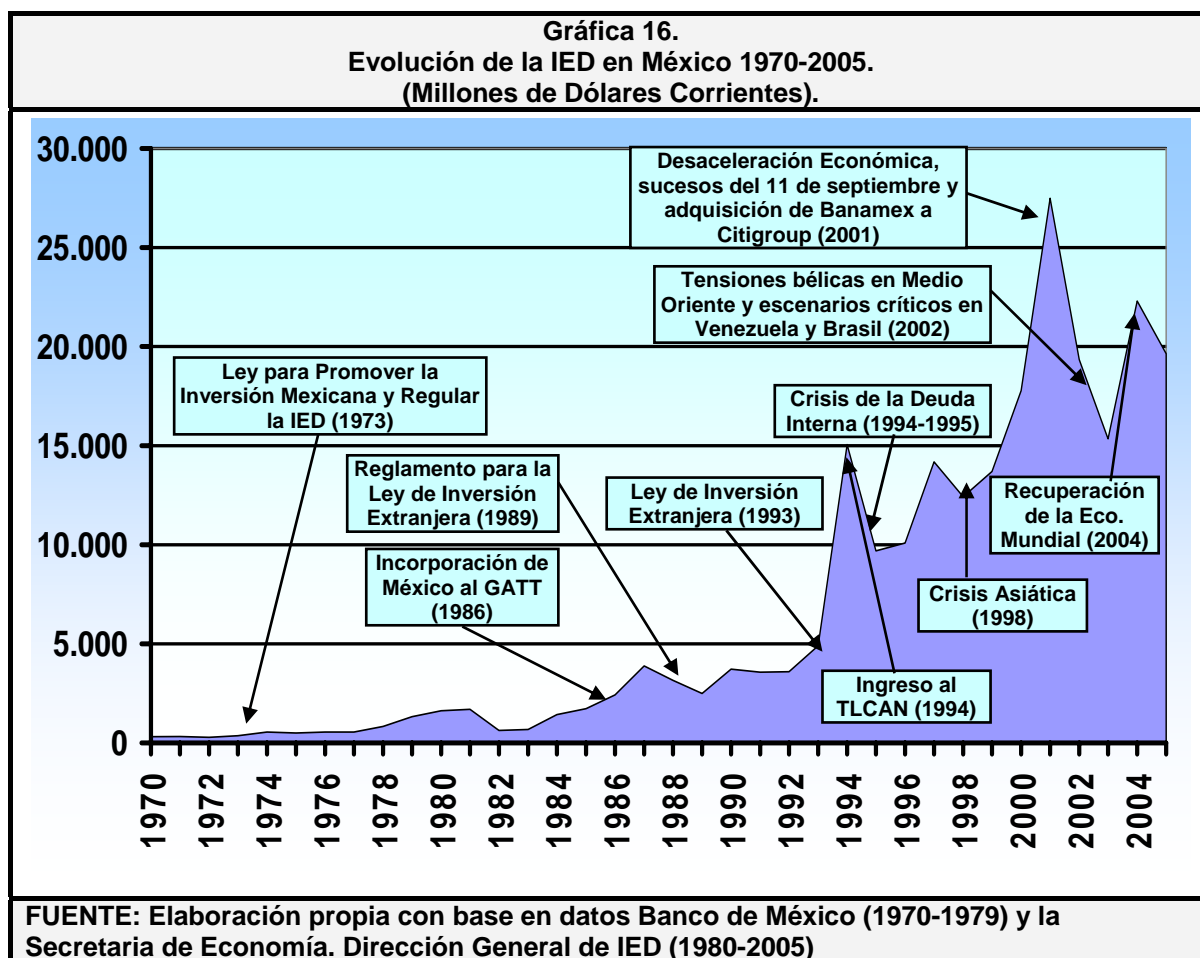 Gráfica 16.
Evolución de la IED en México 1970-2005.
(Millones de Dólares Corrientes).
30.000
25.000
20.000
15.000
10.000
5.000
0
Desaceleración Económica,
sucesos del 11 de septiembre y
adquisición de Banamex a
Citigroup (2001)
Tensiones bélicas en Medio
Oriente y escenarios críticos en
Venezuela y Brasil (2002)
Ley para Promover la
Inversión Mexicana y Regular
la IED (1973)
Crisis de la Deuda
Interna (1994-1995)
Reglamento para la
Ley de Inversión
Extranjera (1989)
Ley de Inversión
Extranjera (1993)
Recuperación
de la Eco.
Mundial (2004)
Incorporación de
México al GATT
(1986)
Crisis Asiática
(1998)
Ingreso al
TLCAN (1994)
1970
1972
1974
1976
1978
1980
1982
1984
1986
1988
1990
1992
1994
1996
1998
2000
2002
2004
FUENTE: Elaboración propia con base en datos Banco de México (1970-1979) y la
Secretaria de Economía. Dirección General de IED (1980-2005)